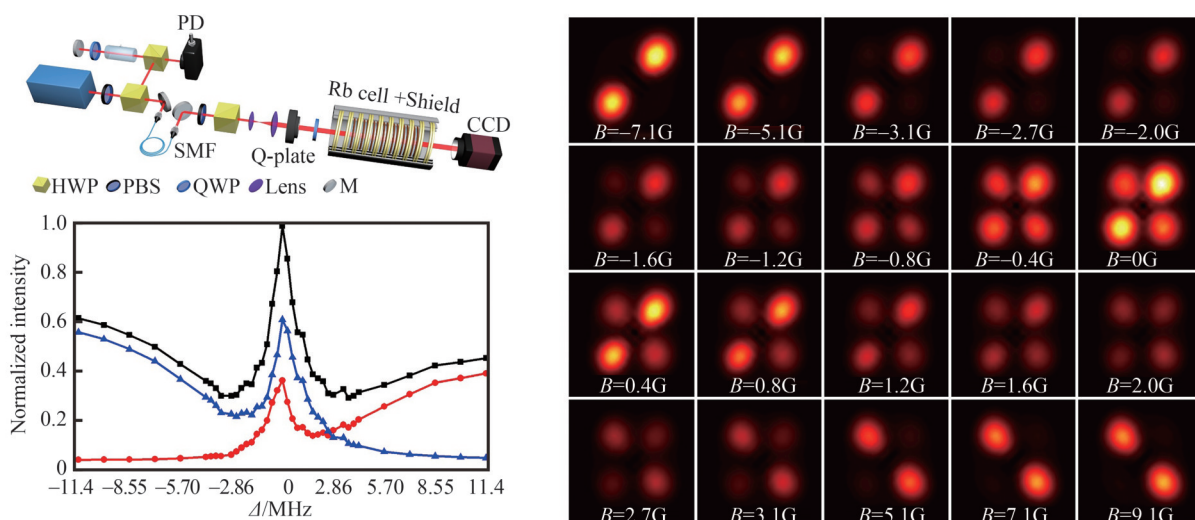 PD
Rb cell +Shield
CCD
Q-plate
SMF
HWP PBS QWP Lens M
Normalized intensity
1.0
0.8
0.6
0.4
0.2
0
−11.4 −8.55 −5.70 −2.86 0 2.86 5.70 8.55 11.4
Δ/MHz
B=−7.1G B=−5.1G B=−3.1G B=−2.7G B=−2.0G
B=−1.6G B=−1.2G B=−0.8G B=−0.4G B=0G
B=0.4G B=0.8G B=1.2G B=1.6G B=2.0G
B=2.7G B=3.1G B=5.1G B=7.1G B=9.1G